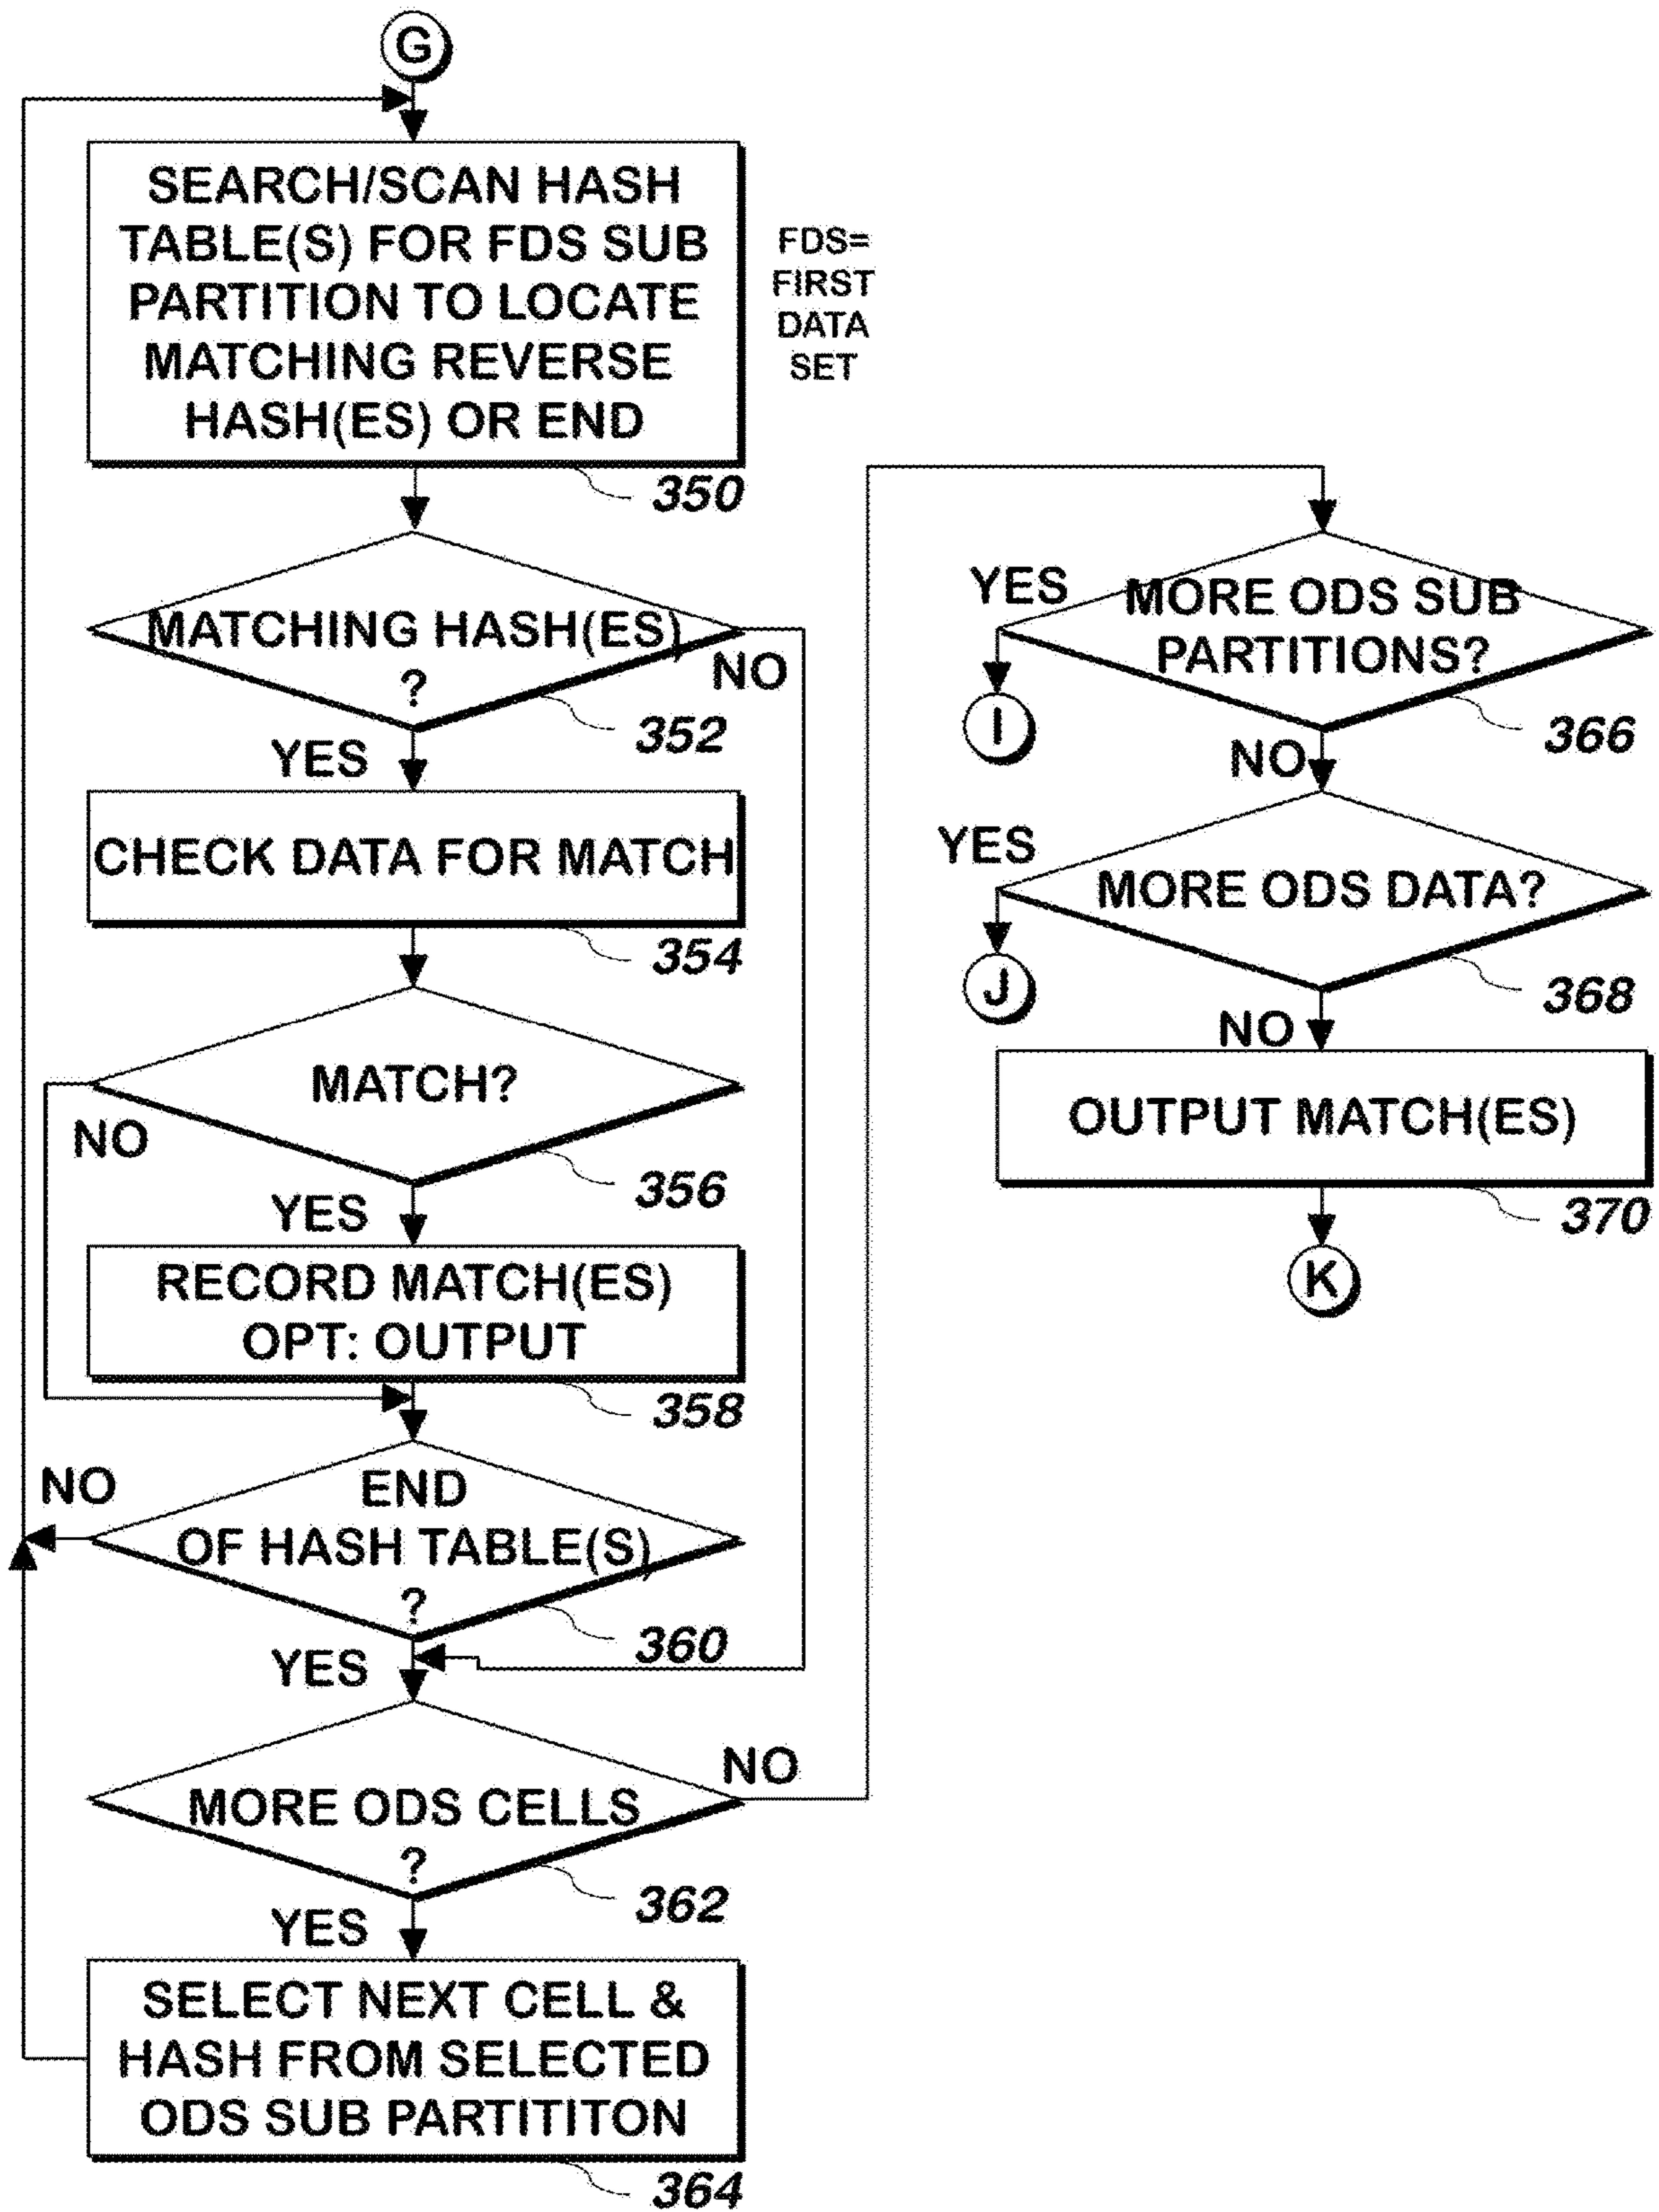 G
SEARCH/SCAN HASH
TABLE(S) FOR FDS SUB
PARTITION TO LOCATE
MATCHING REVERSE
HASH(ES) OR END
350
FDS=
FIRST
DATA
SET
MATCHING HASH(ES)
?
NO
352
YES
CHECK DATA FOR MATCH
354
MATCH?
NO
356
YES
RECORD MATCH(ES)
OPT: OUTPUT
358
NO
END
OF HASH TABLE(S)
?
360
YES
MORE ODS CELLS
?
NO
362
YES
SELECT NEXT CELL &
HASH FROM SELECTED
ODS SUB PARTITITON
364
YES
MORE ODS SUB
PARTITIONS?
I
366
NO
YES
MORE ODS DATA?
J
368
NO
OUTPUT MATCH(ES)
370
K